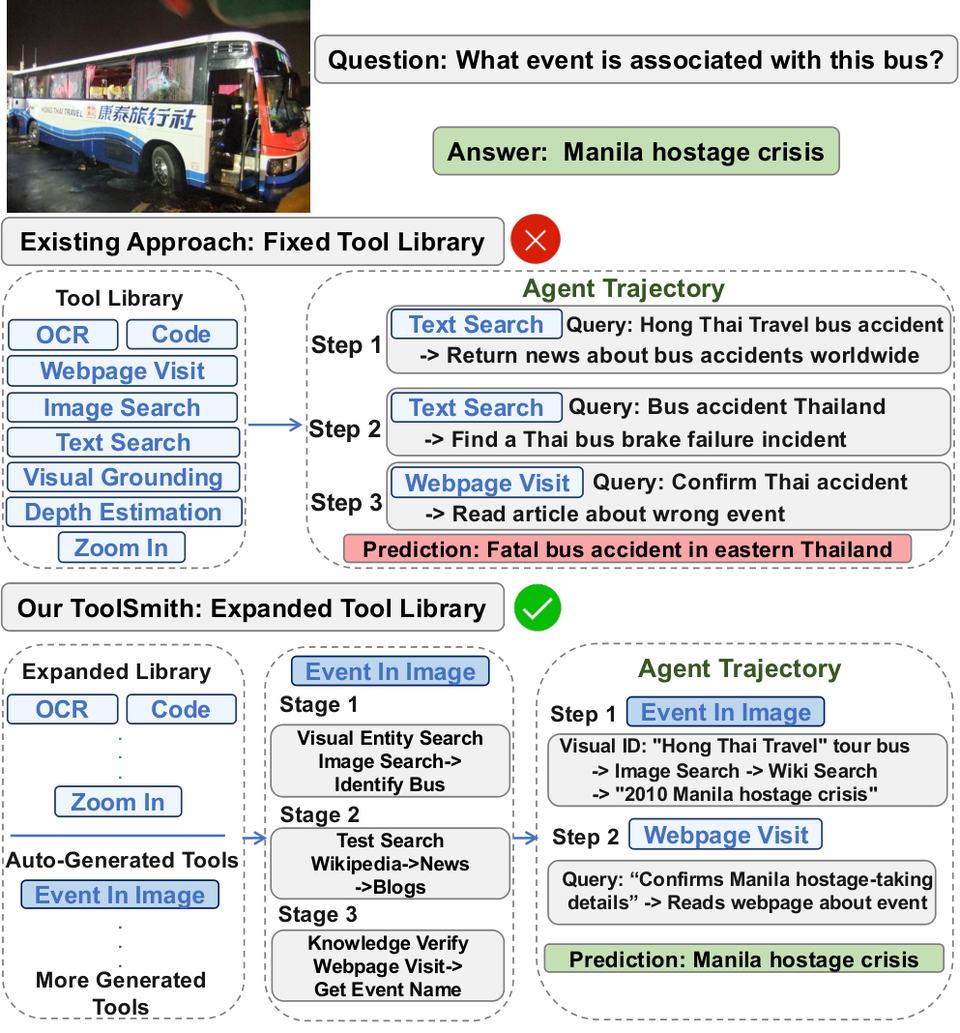 HONG THAI TRAVEL 康泰旅行社
Question: What event is associated with this bus?
Answer: Manila hostage crisis
Existing Approach: Fixed Tool Library
Tool Library
OCR Code
Webpage Visit
Image Search
Text Search
Visual Grounding
Depth Estimation
Zoom In
Agent Trajectory
Step 1
Text Search Query: Hong Thai Travel bus accident
-> Return news about bus accidents worldwide
Step 2
Text Search Query: Bus accident Thailand
-> Find a Thai bus brake failure incident
Step 3
Webpage Visit Query: Confirm Thai accident
-> Read article about wrong event
Prediction: Fatal bus accident in eastern Thailand
Our ToolSmith: Expanded Tool Library
Expanded Library
OCR Code
Zoom In
Auto-Generated Tools
Event In Image
More Generated
Tools
Event In Image
Stage 1
Visual Entity Search
Image Search->
Identify Bus
Stage 2
Test Search
Wikipedia->News
->Blogs
Stage 3
Knowledge Verify
Webpage Visit->
Get Event Name
Agent Trajectory
Step 1 Event In Image
Visual ID: "Hong Thai Travel" tour bus
-> Image Search -> Wiki Search
-> "2010 Manila hostage crisis"
Step 2 Webpage Visit
Query: “Confirms Manila hostage-taking
details” -> Reads webpage about event
Prediction: Manila hostage crisis